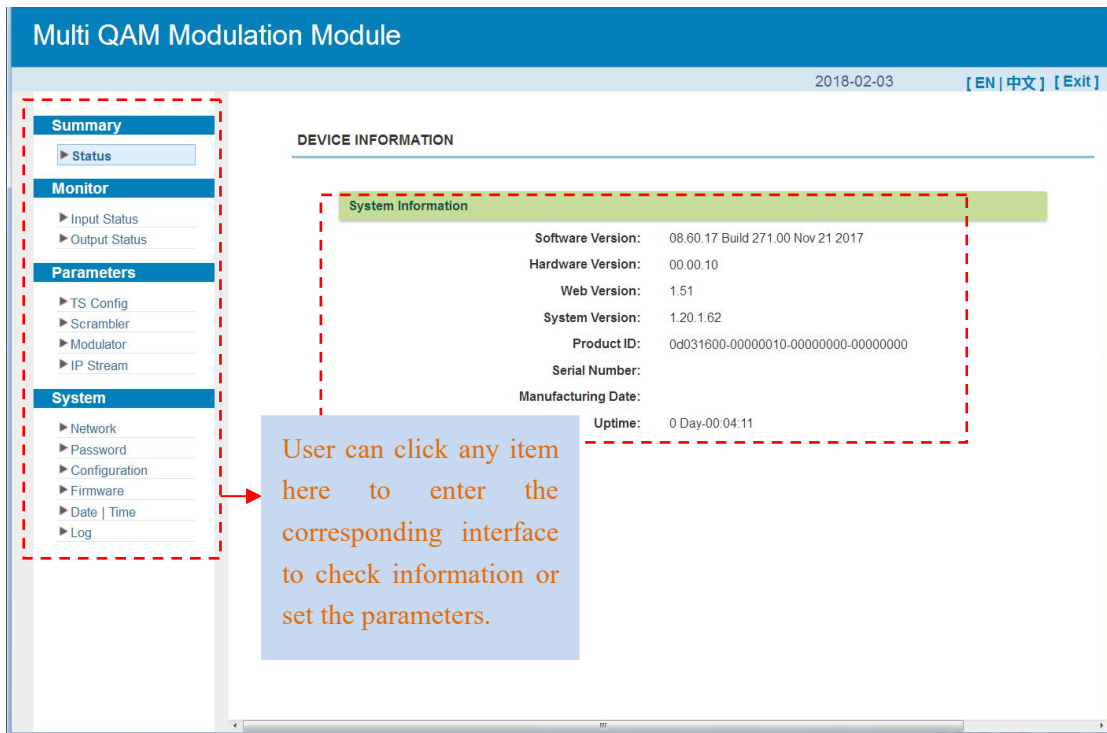 Multi QAM Modulation Module
2018-02-03 [ EN | 中文 ] [ Exit ]
Summary
Status
Monitor
Input Status
Output Status
Parameters
TS Config
Scrambler
Modulator
IP Stream
System
Network
Password
Configuration
Firmware
Date | Time
Log
DEVICE INFORMATION
System Information
Software Version: 08.60.17 Build 271.00 Nov 21 2017
Hardware Version: 00.00.10
Web Version: 1.51
System Version: 1.20.1.62
Product ID: 0d031600-00000010-00000000-00000000
Serial Number:
Manufacturing Date:
Uptime: 0 Day-00:04:11
User can click any item
here to enter the
corresponding interface
to check information or
set the parameters.